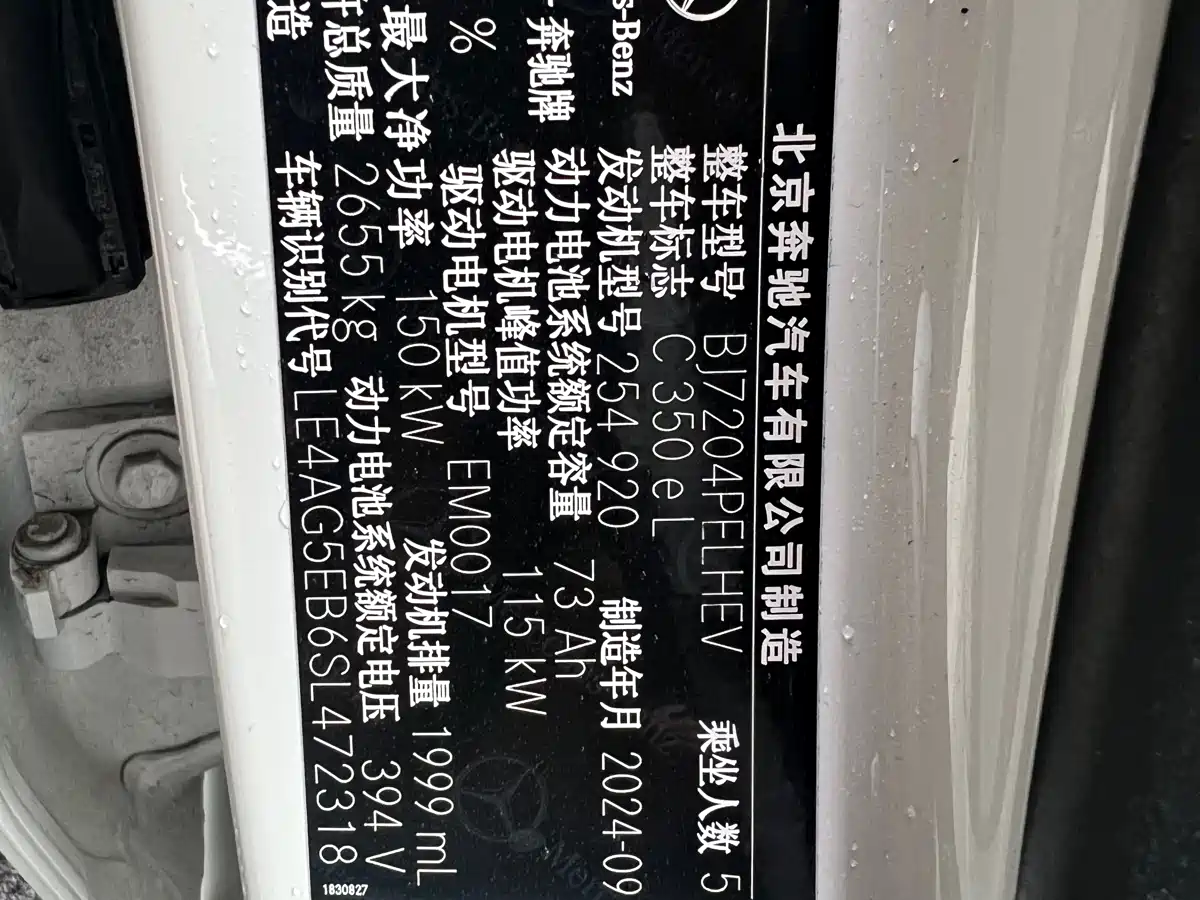 北京奔驰汽车有限公司制造
整车型号 BJ7204PELHEV 乘坐人数 5
整车标志 C 350 e L
s-Benz 发动机型号 254 920 制造年月 2024-09
奔驰牌 动力电池系统额定容量 73 Ah
驱动电机峰值功率 115 kW
% 驱动电机型号 EM0017
最大净功率 150 kW 发动机排量 1999 mL
许总质量 2655 kg 动力电池系统额定电压 394 V
造 车辆识别代号 LE4AG5EB6SL472318
1830827